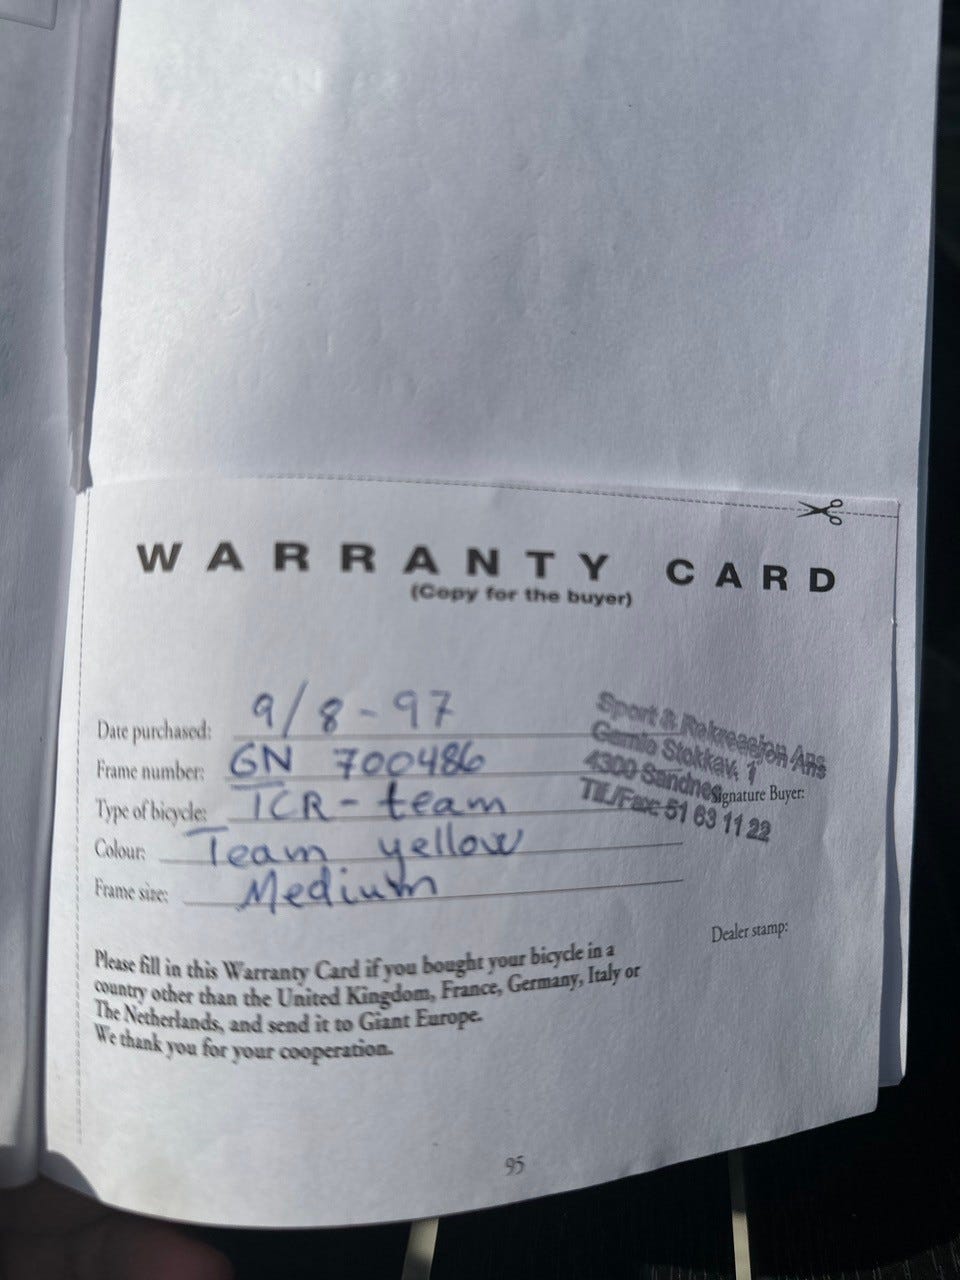 WARRANTY CARD
(Copy for the buyer)
Date purchased: 9/8-97
Frame number: GN 700486
Type of bicycle: TCR-team
Colour: Team yellow
Frame size: Medium
Sport & Rekreasjon Ans
Gamle Stokkav. 1
4300 Sandnes
Tlf./Fax: 51 63 11 22
Signature Buyer:
Dealer stamp:
Please fill in this Warranty Card if you bought your bicycle in a
country other than the United Kingdom, France, Germany, Italy or
The Netherlands, and send it to Giant Europe.
We thank you for your cooperation.
95